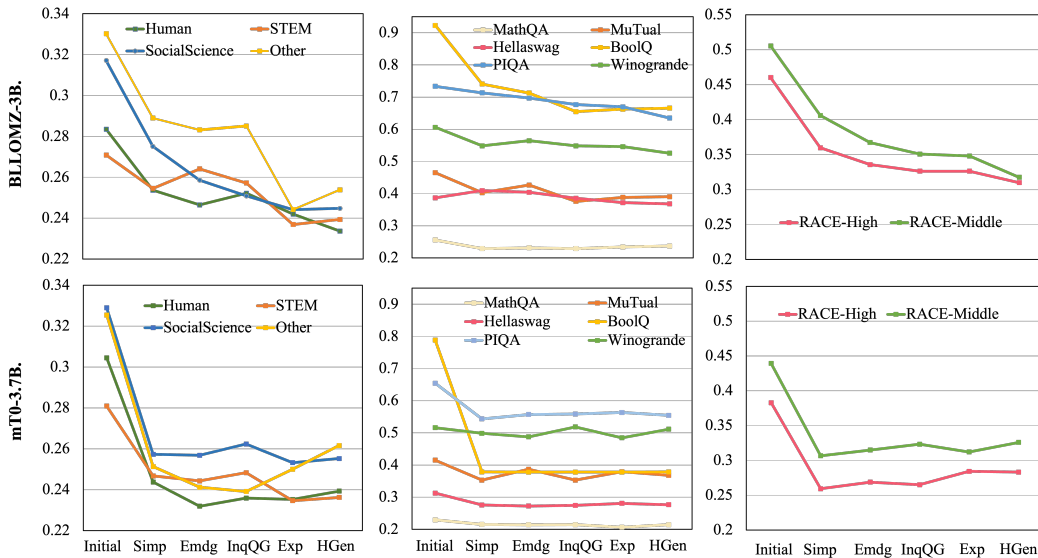 BLLOMZ-3B.
0.34
0.32
0.3
0.28
0.26
0.24
0.22
Human
STEM
SocialScience
Other
0.9
0.8
0.7
0.6
0.5
0.4
0.3
0.2
MathQA
MuTual
Hellaswag
BoolQ
PIQA
Winogrande
0.55
0.5
0.45
0.4
0.35
0.3
0.25
0.2
RACE-High
RACE-Middle
mT0-3.7B.
0.34
0.32
0.3
0.28
0.26
0.24
0.22
Human
STEM
SocialScience
Other
Initial Simp Emdg InqQG Exp HGen
0.9
0.8
0.7
0.6
0.5
0.4
0.3
0.2
MathQA
MuTual
Hellaswag
BoolQ
PIQA
Winogrande
Initial Simp Emdg InqQG Exp HGen
0.55
0.5
0.45
0.4
0.35
0.3
0.25
0.2
RACE-High
RACE-Middle
Initial Simp Emdg InqQG Exp HGen